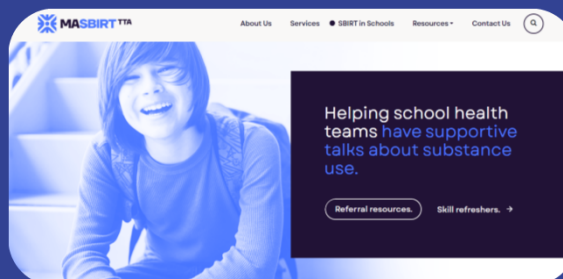 MASBIRT TTA
About Us Services SBIRT in Schools Resources Contact Us
Helping school health
teams have supportive
talks about substance
use.
Referral resources. Skill refreshers. →